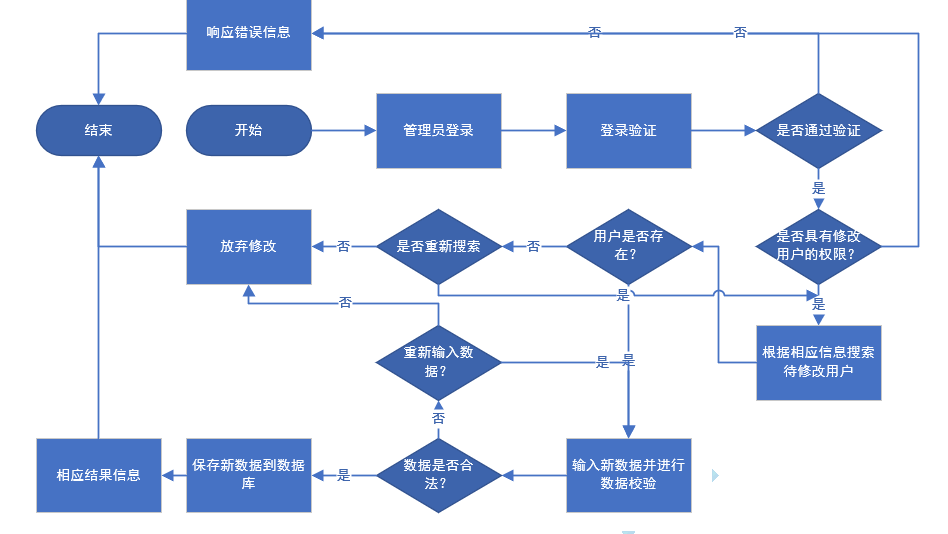 响应错误信息
否
否
结束
开始
管理员登录
登录验证
是否通过验证
是
放弃修改
否
是否重新搜索
否
用户是否存
在？
是否具有修改
用户的权限？
是
否
是
重新输入数
据？
是
是
根据相应信息搜索
待修改用户
否
相应结果信息
保存新数据到数据
库
是
数据是否合
法？
输入新数据并进行
数据校验